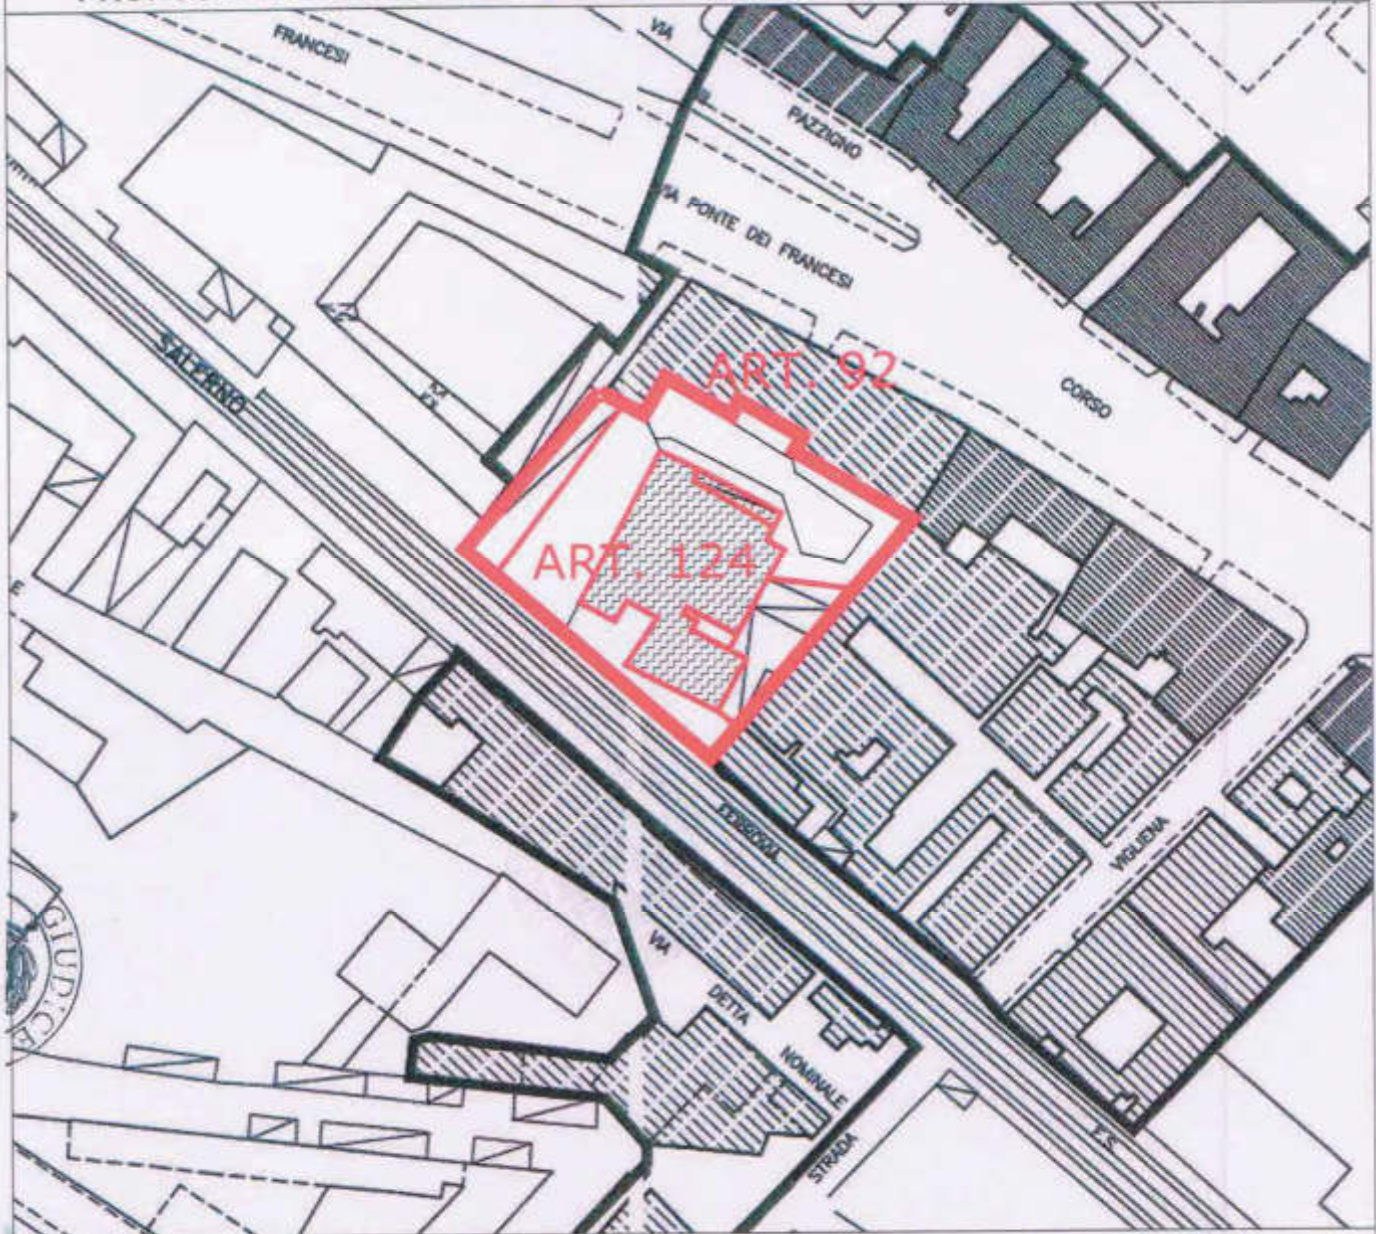 FRANCESI
VIA
PAZZIGNO
VIA PONTE DEI FRANCESI
SALERNO
ART. 92
CORSO
ART. 124
E
FERROVIA
VIGLIENA
GIUDICE
VIA
DETTA
NOMINALE
F.S.
STRADA